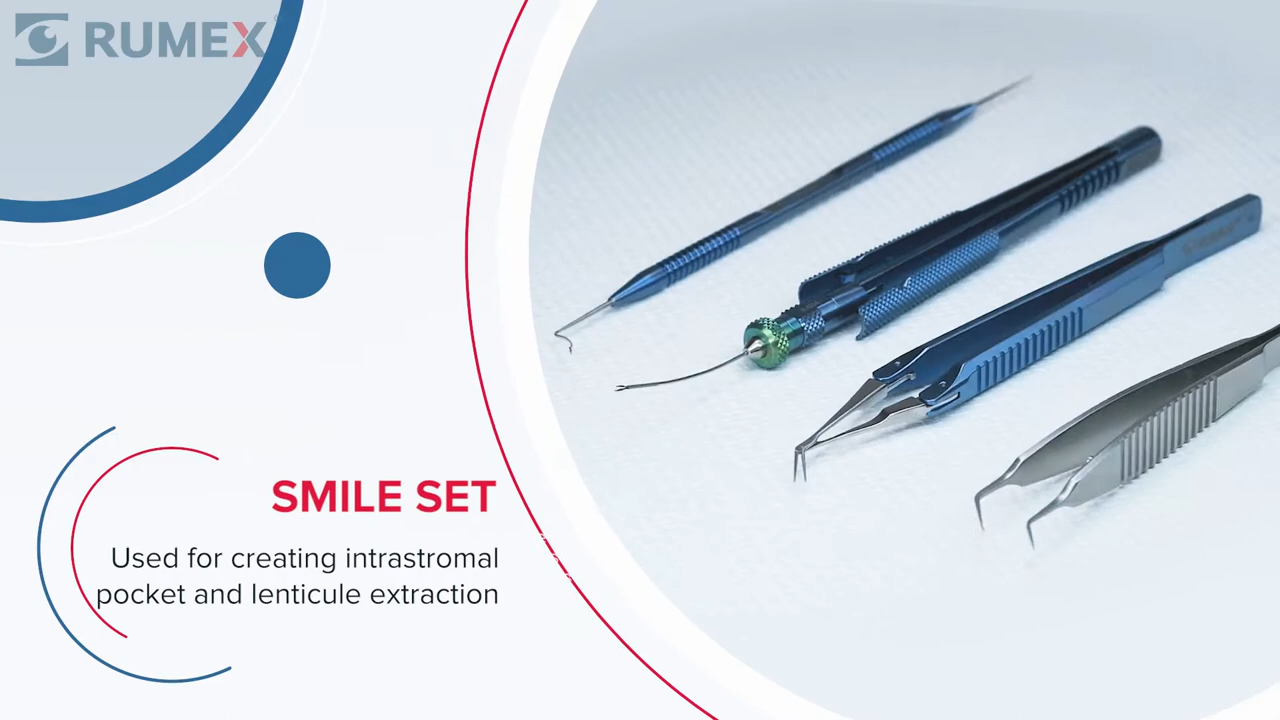 RUMEX
SMILE SET
Used for creating intrastromal
pocket and lenticule extraction